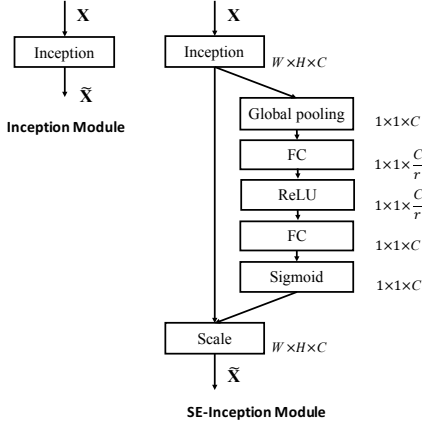 X
Inception
X̃
Inception Module
X
Inception
W×H×C
Global pooling
1×1×C
FC
1×1×C/r
ReLU
1×1×C/r
FC
1×1×C
Sigmoid
1×1×C
Scale
W×H×C
X̃
SE-Inception Module